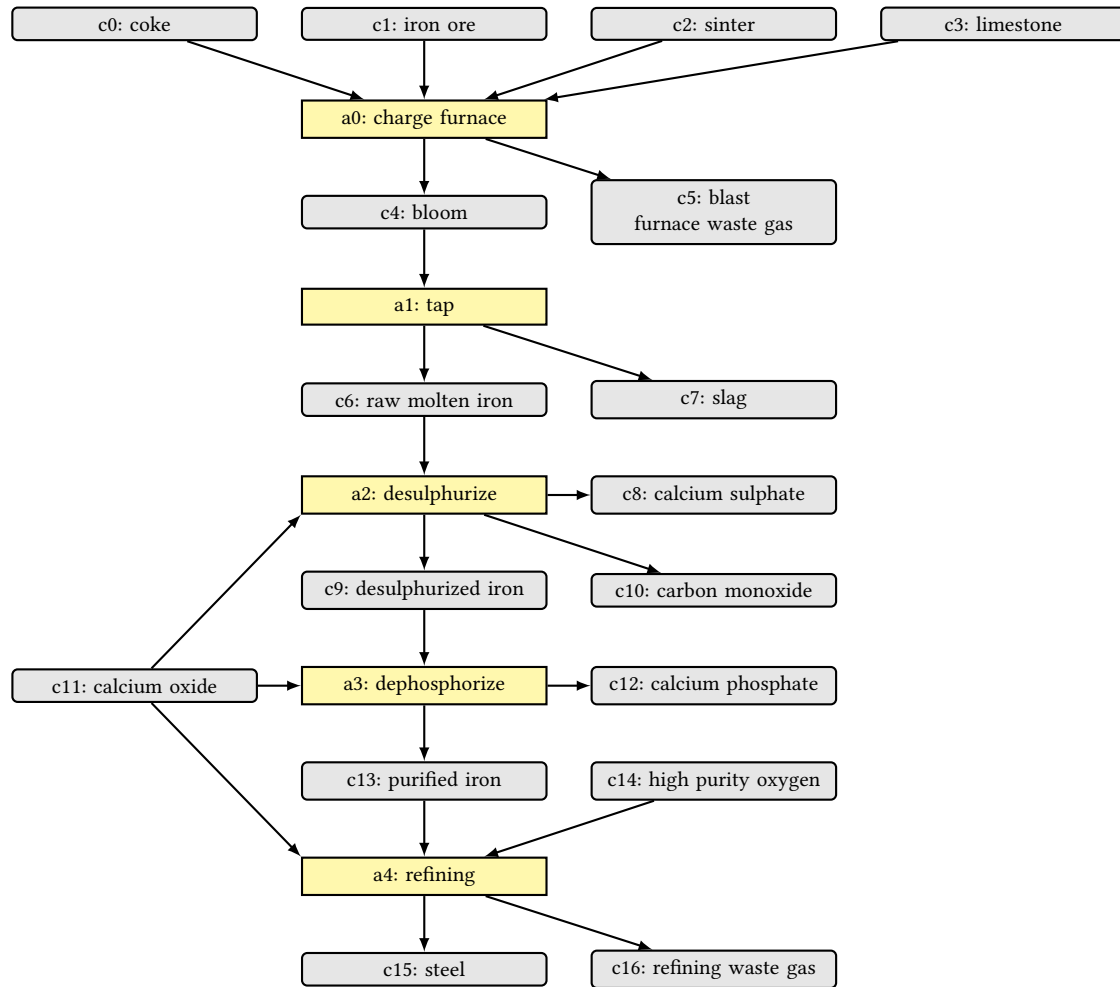 c0: coke
c1: iron ore
c2: sinter
c3: limestone
a0: charge furnace
c4: bloom
c5: blast
furnace waste gas
a1: tap
c6: raw molten iron
c7: slag
a2: desulphurize
c8: calcium sulphate
c9: desulphurized iron
c10: carbon monoxide
c11: calcium oxide
a3: dephosphorize
c12: calcium phosphate
c13: purified iron
c14: high purity oxygen
a4: refining
c15: steel
c16: refining waste gas